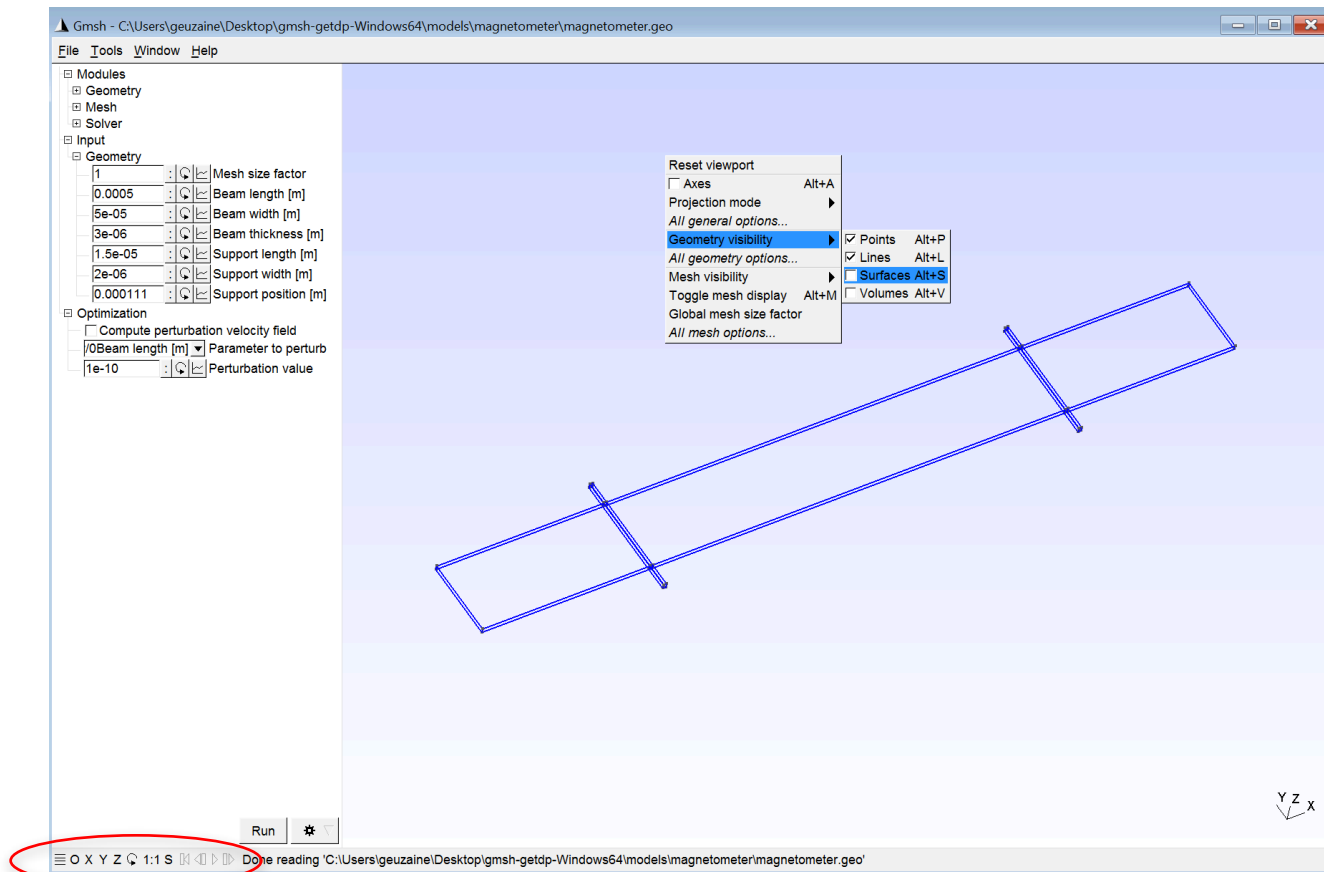 Gmsh - C:\Users\geuzaine\Desktop\gmsh-getdp-Windows64\models\magnetometer\magnetometer.geo
File Tools Window Help
Modules
Geometry
Mesh
Solver
Input
Geometry
1 : Mesh size factor
0.0005 : Beam length [m]
5e-05 : Beam width [m]
3e-06 : Beam thickness [m]
1.5e-05 : Support length [m]
2e-06 : Support width [m]
0.000111 : Support position [m]
Optimization
Compute perturbation velocity field
/0Beam length [m] Parameter to perturb
1e-10 : Perturbation value
Reset viewport
Axes Alt+A
Projection mode
All general options...
Geometry visibility
All geometry options...
Mesh visibility
Toggle mesh display Alt+M
Global mesh size factor
All mesh options...
Points Alt+P
Lines Alt+L
Surfaces Alt+S
Volumes Alt+V
Y Z X
Run
O X Y Z 1:1 S Done reading 'C:\Users\geuzaine\Desktop\gmsh-getdp-Windows64\models\magnetometer\magnetometer.geo'